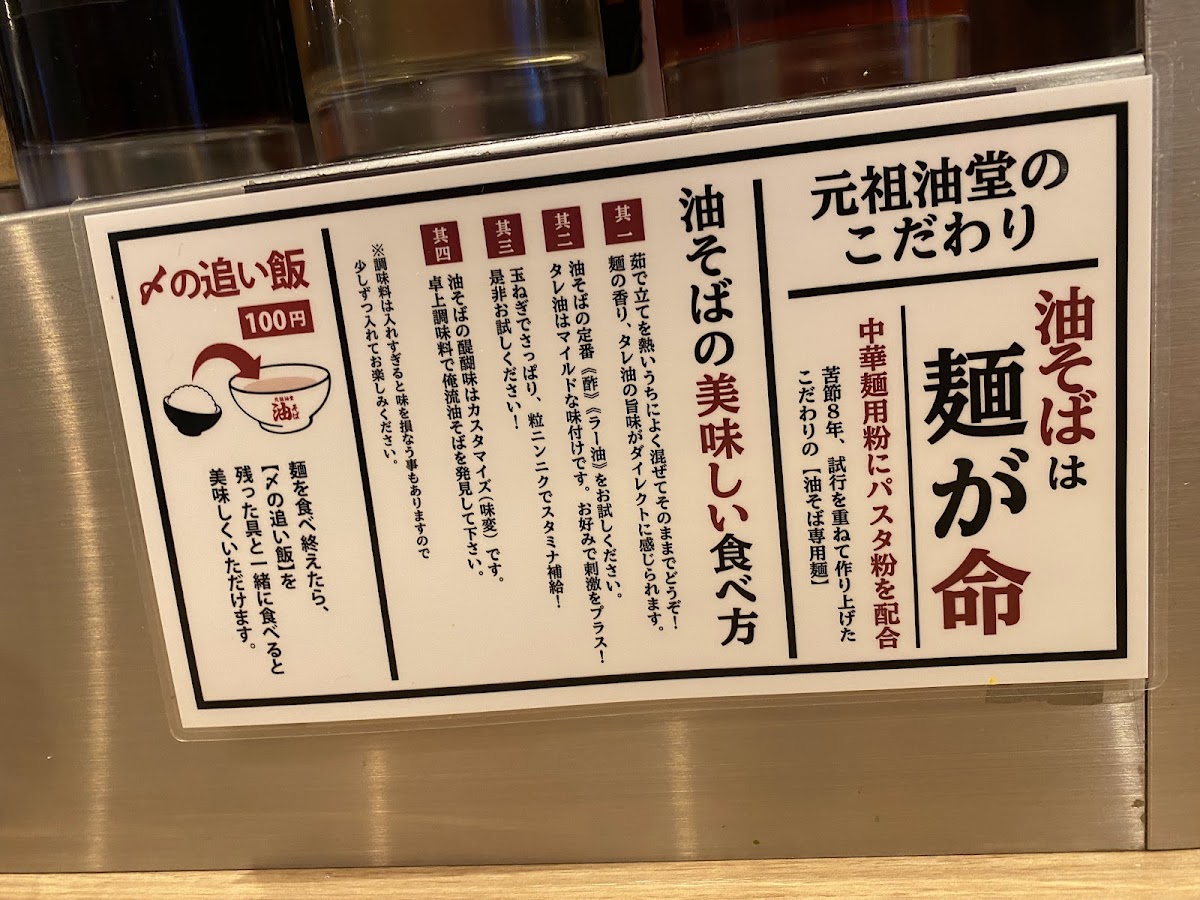 元祖油堂の
こだわり
油そばは
麺が命
中華麺用粉にパスタ粉を配合
苦節8年、試行を重ねて作り上げた
こだわりの【油そば専用麺】
油そばの美味しい食べ方
其一
茹で立てを熱いうちによく混ぜてそのままでどうぞ!
麺の香り、タレ油の旨味がダイレクトに感じられます。
其二
油そばの定番《酢》《ラー油》をお試しください。
タレ油はマイルドな味付けです。お好みで刺激をプラス!
其三
玉ねぎでさっぱり、粒ニンニクでスタミナ補給!
是非お試しください!
其四
油そばの醍醐味はカスタマイズ(味変)です。
卓上調味料で俺流油そばを発見して下さい。
※調味料は入れすぎると味を損なう事もありますので
少しずつ入れてお楽しみください。
〆の追い飯
100円
元祖油堂
油そば
麺を食べ終えたら、
【〆の追い飯】を
残った具と一緒に食べると
美味しくいただけます。